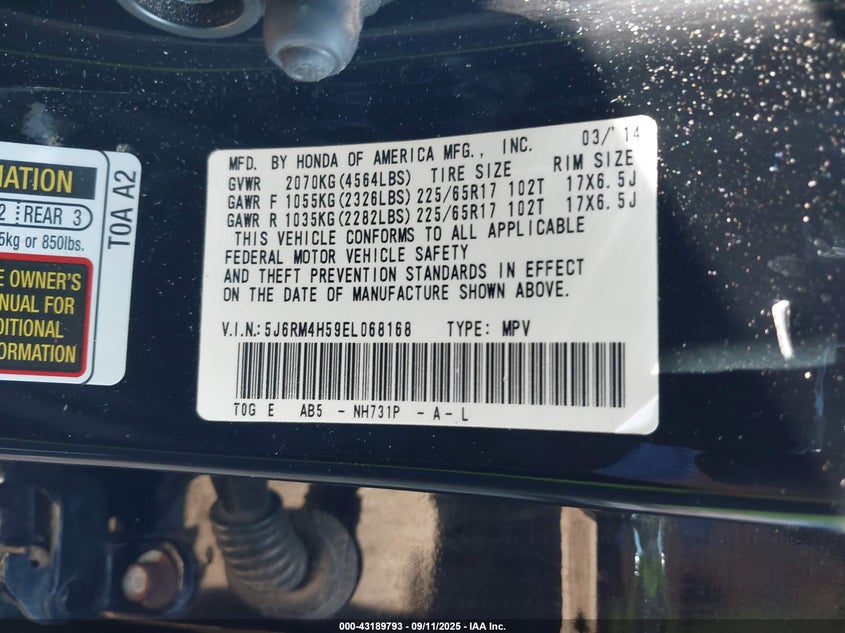 MATION
2 REAR 3
5kg or 850lbs.
E OWNER'S
NUAL FOR
DITIONAL
FORMATION
T0A A2
MFD. BY HONDA OF AMERICA MFG., INC. 03/'14
GVWR 2070KG(4564LBS) TIRE SIZE RIM SIZE
GAWR F 1055KG(2326LBS) 225/65R17 102T 17X6.5J
GAWR R 1035KG(2282LBS) 225/65R17 102T 17X6.5J
THIS VEHICLE CONFORMS TO ALL APPLICABLE
FEDERAL MOTOR VEHICLE SAFETY
AND THEFT PREVENTION STANDARDS IN EFFECT
ON THE DATE OF MANUFACTURE SHOWN ABOVE.
V.I.N.:5J6RM4H59EL068168 TYPE: MPV
T0G E AB5 - NH731P - A - L
000-43189793 - 09/11/2025 - IAA Inc.